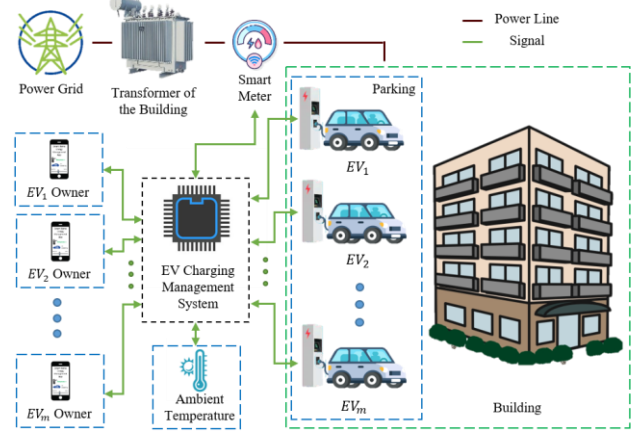 Power Line
Signal
Power Grid
Transformer of
the Building
Smart
Meter
Parking
EV₁
EV₁ Owner
EV₂
EV₂ Owner
EV Charging
Management
System
EVₘ
EVₘ Owner
Ambient
Temperature
Building